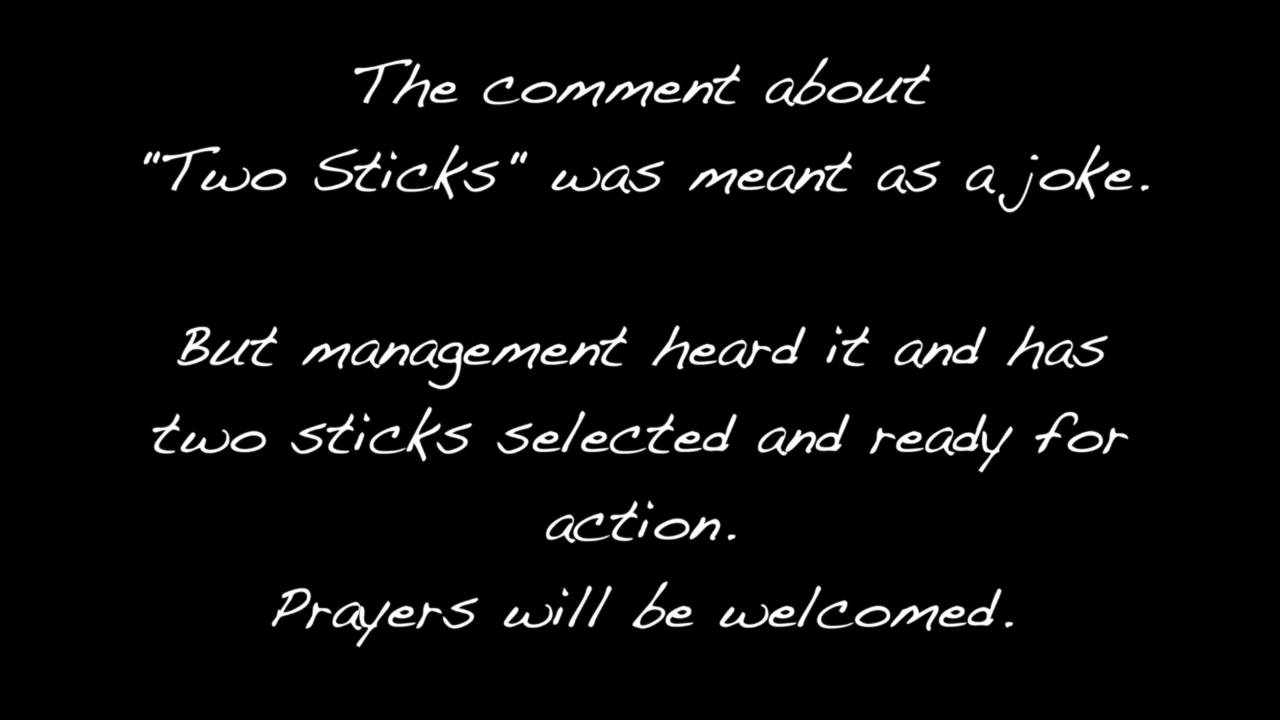 The comment about
"Two Sticks" was meant as a joke.
But management heard it and has
two sticks selected and ready for
action.
Prayers will be welcomed.